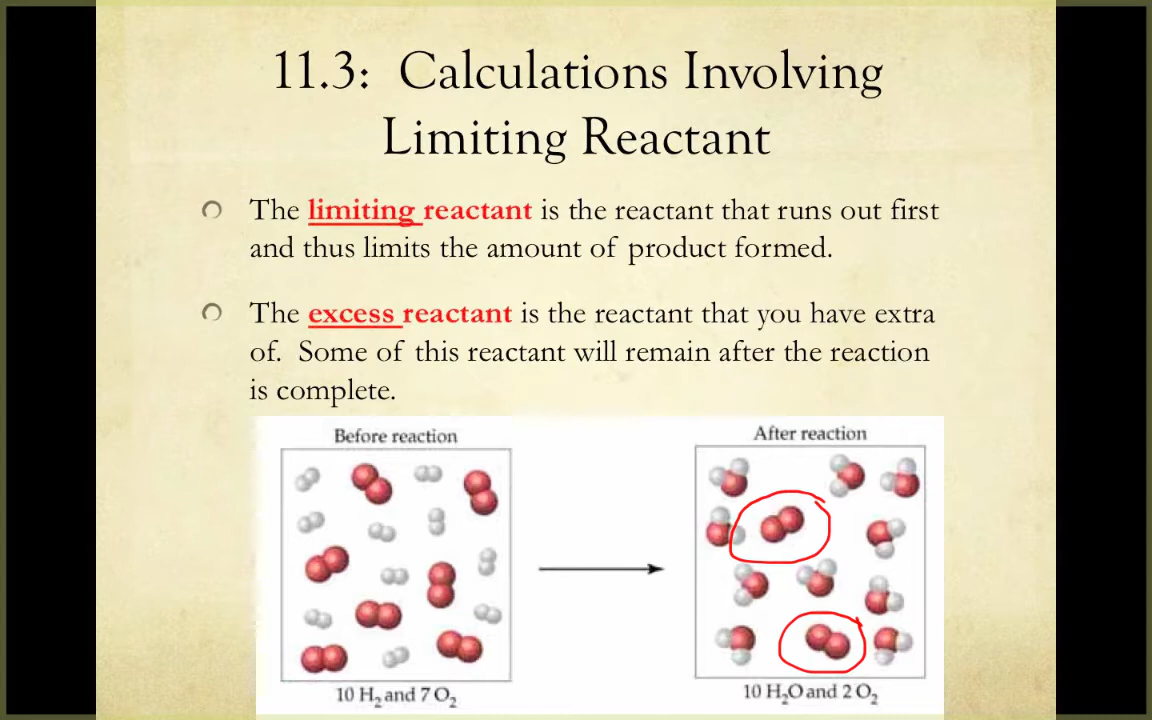 11.3: Calculations Involving
Limiting Reactant
The limiting reactant is the reactant that runs out first
and thus limits the amount of product formed.
The excess reactant is the reactant that you have extra
of. Some of this reactant will remain after the reaction
is complete.
Before reaction
After reaction
10 H₂ and 7 O₂
10 H₂O and 2 O₂